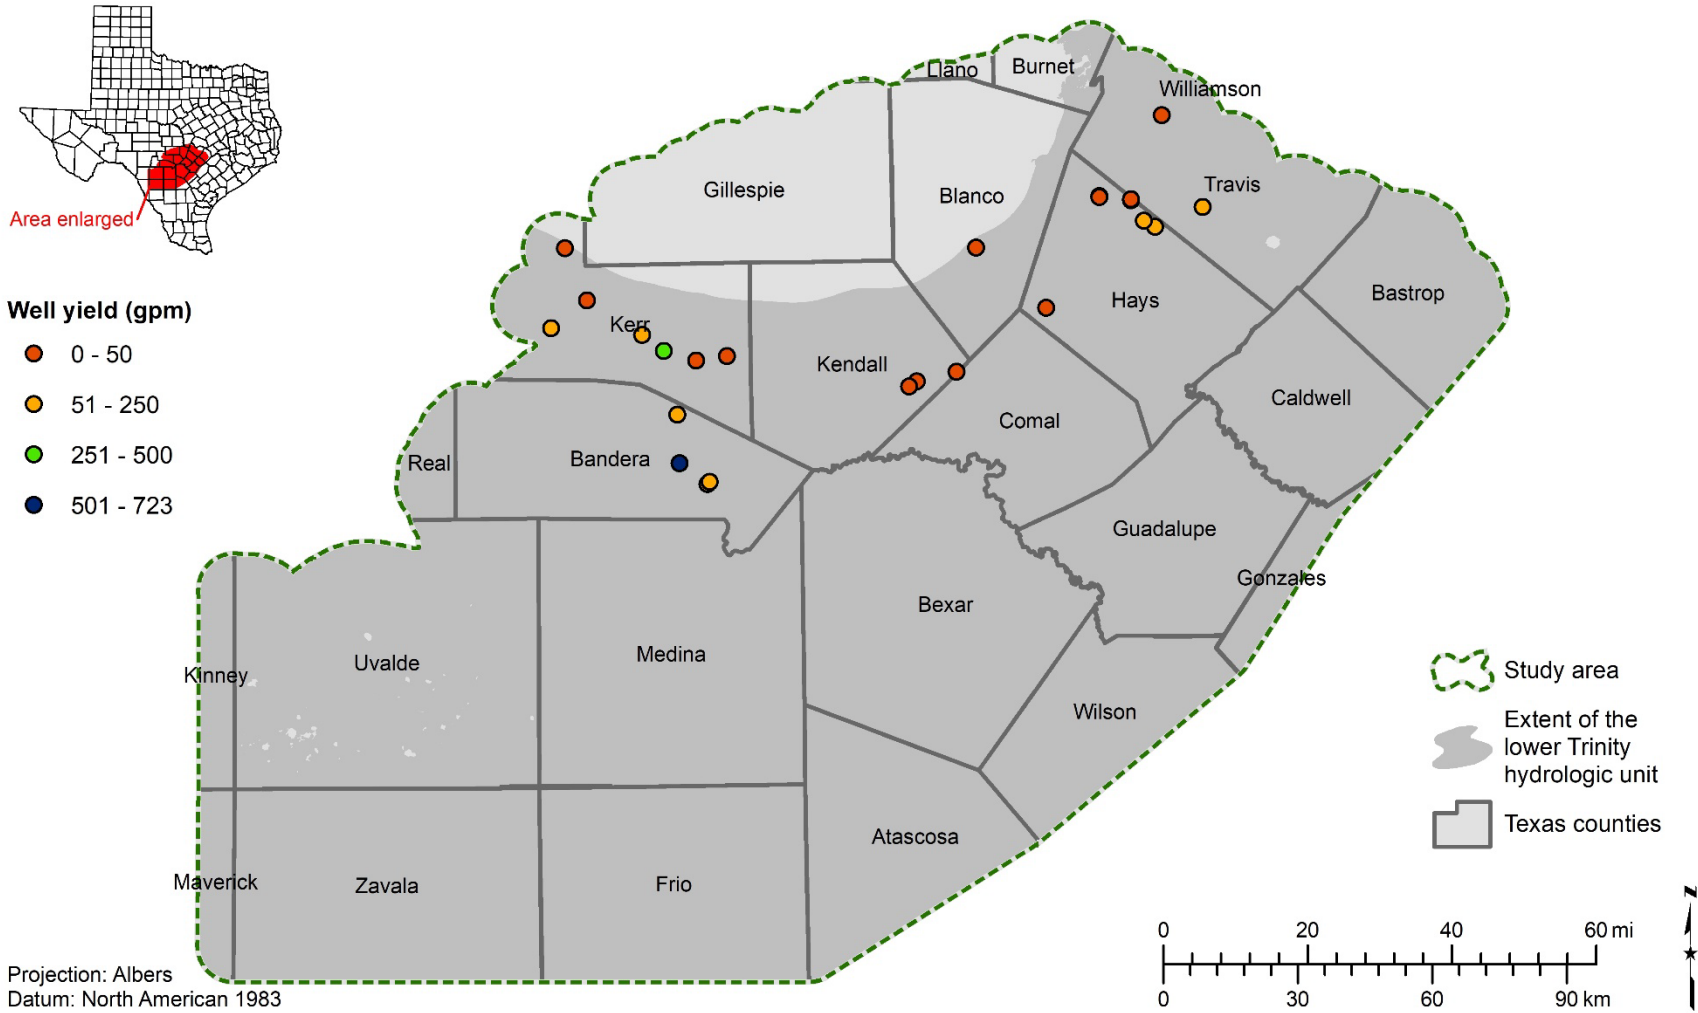 Area enlarged
Well yield (gpm)
0 - 50
51 - 250
251 - 500
501 - 723
Llano
Burnet
Williamson
Gillespie
Blanco
Travis
Kerr
Hays
Bastrop
Kendall
Comal
Caldwell
Real
Bandera
Guadalupe
Gonzales
Bexar
Kinney
Uvalde
Medina
Wilson
Atascosa
Maverick
Zavala
Frio
Study area
Extent of the
lower Trinity
hydrologic unit
Texas counties
0 20 40 60 mi
0 30 60 90 km
N
Projection: Albers
Datum: North American 1983